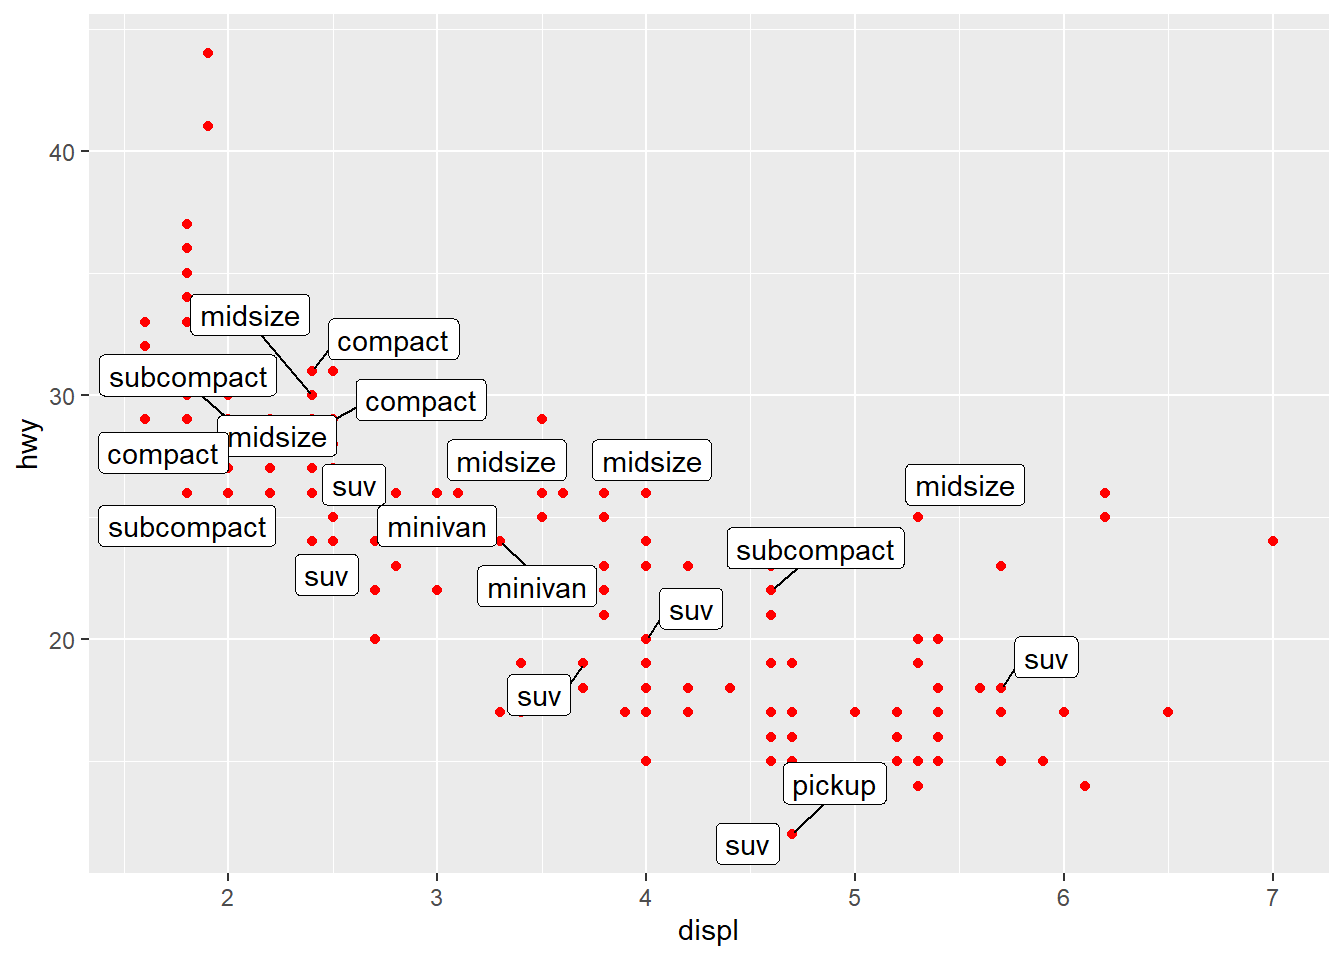 hwy
40
30
20
midsize
compact
subcompact
compact
midsize
compact
midsize
midsize
suv
midsize
subcompact
minivan
subcompact
suv
minivan
suv
suv
suv
pickup
suv
2
3
4
5
6
7
displ